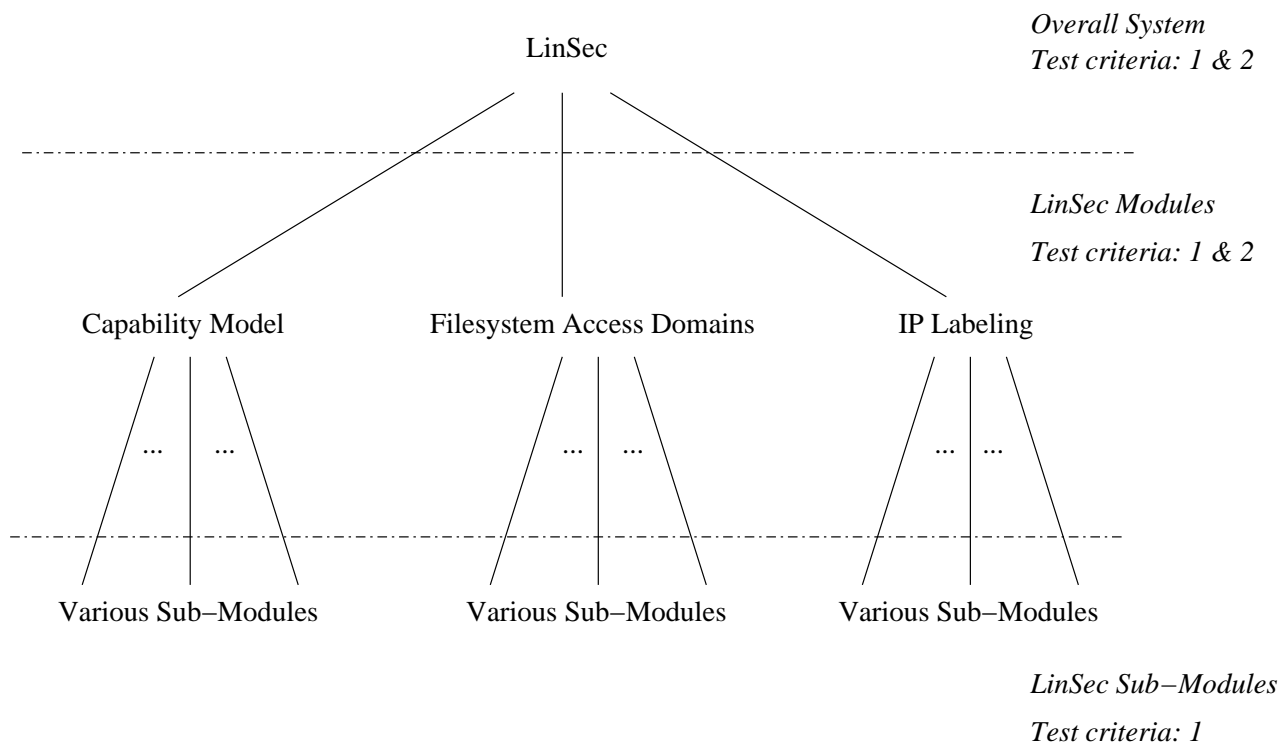 Overall System
LinSec
Test criteria: 1 & 2
LinSec Modules
Test criteria: 1 & 2
Capability Model
Filesystem Access Domains
IP Labeling
... ...
... ...
... ...
Various Sub−Modules
Various Sub−Modules
Various Sub−Modules
LinSec Sub−Modules
Test criteria: 1